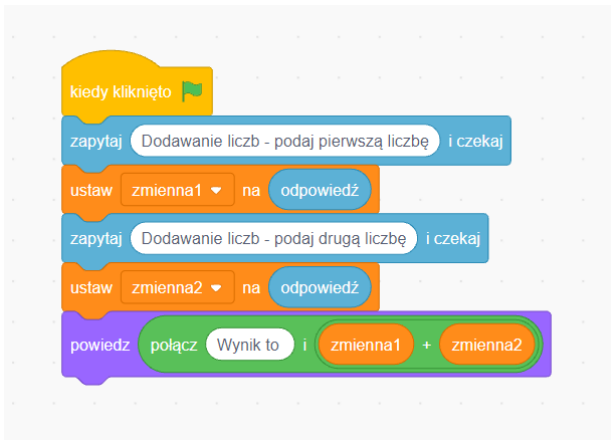 kiedy kliknięto
zapytaj Dodawanie liczb - podaj pierwszą liczbę i czekaj
ustaw zmienna1 na odpowiedź
zapytaj Dodawanie liczb - podaj drugą liczbę i czekaj
ustaw zmienna2 na odpowiedź
powiedz połącz Wynik to i zmienna1 + zmienna2